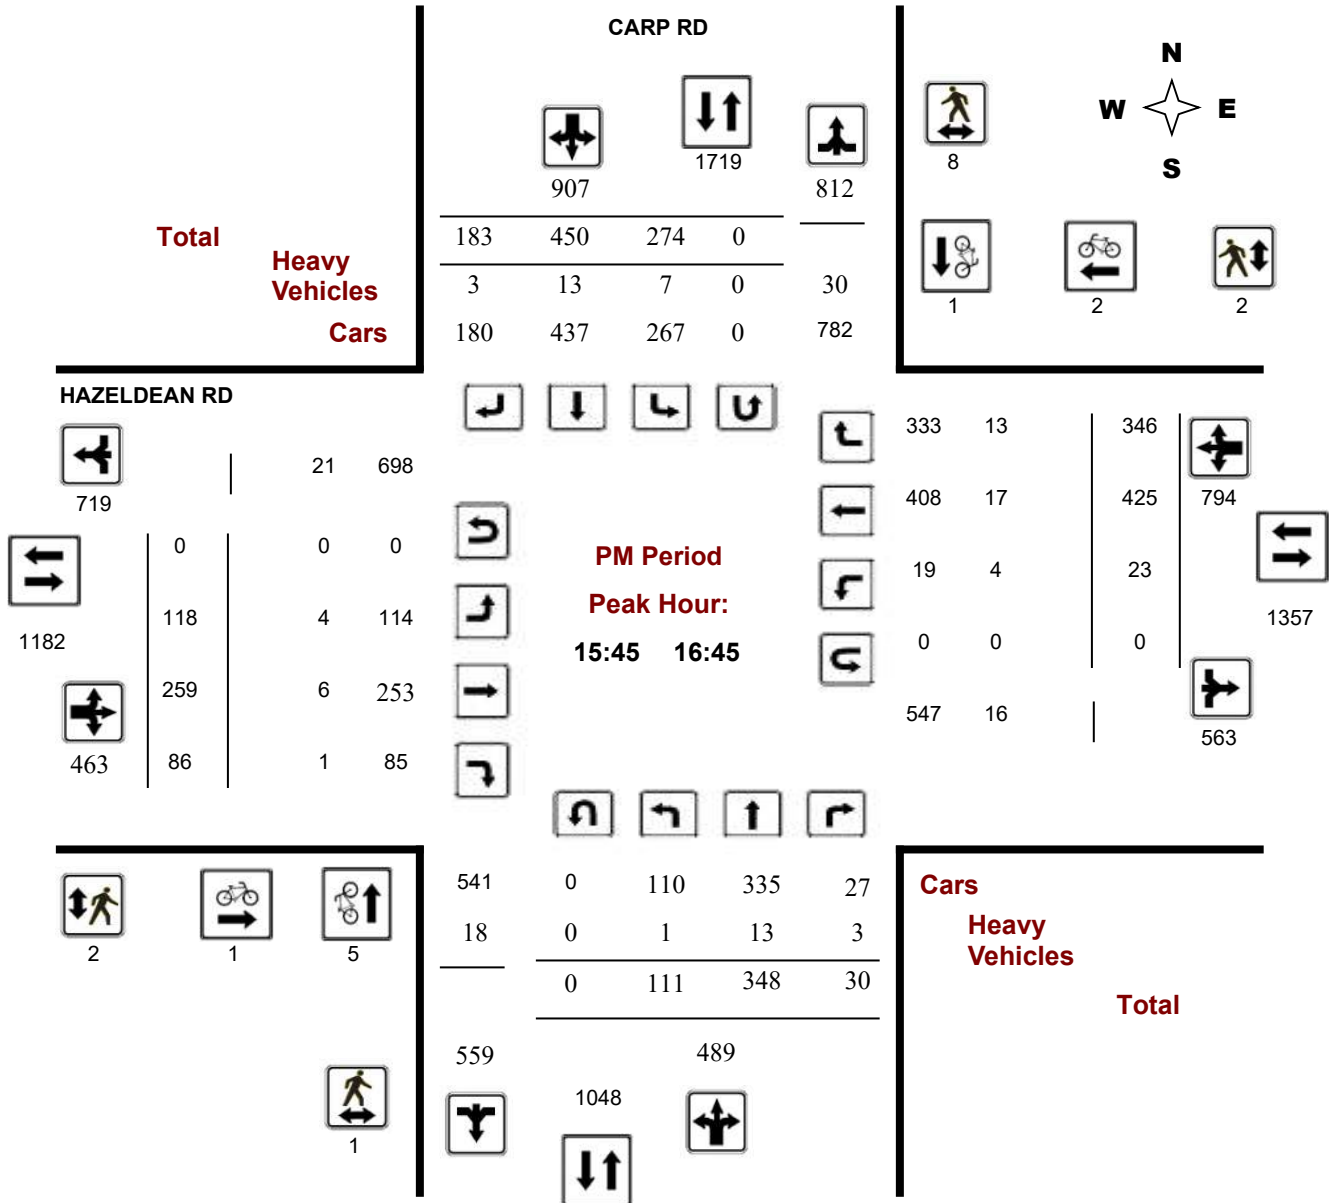 CARP RD
N
W E
S
1719
8
907 812
Total
183 450 274 0
Heavy
Vehicles
3 13 7 0 30
Cars
180 437 267 0 782
1 2 2
HAZELDEAN RD
333 13 346
21 698
719
408 17 425 794
0 0 0
PM Period
19 4 23
Peak Hour:
118 4 114
1357
1182
15:45 16:45
0 0 0
259 6 253
547 16
563
463 86 1 85
541 0 110 335 27
Cars
18 0 1 13 3
Heavy
Vehicles
2 1 5
0 111 348 30
Total
559 489
1048
1